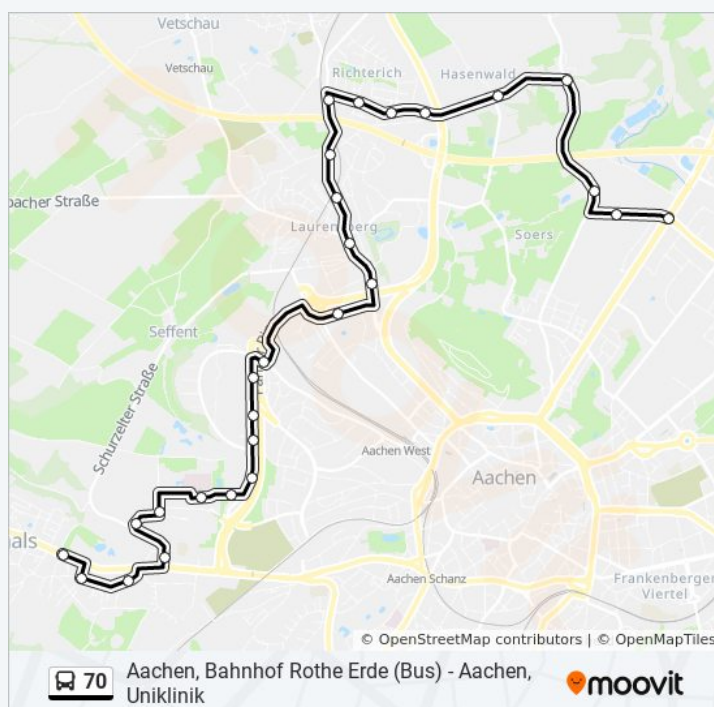 Vetschau
Vetschau
Richterich
Hasenwald
bacher Straße
Laurensberg
Soers
Seffent
Schurzelter Straße
Aachen West
Aachen
als
Aachen Schanz
Frankenberger
Viertel
© OpenStreetMap contributors | © OpenMapTiles
70
Aachen, Bahnhof Rothe Erde (Bus) - Aachen,
Uniklinik
moovit